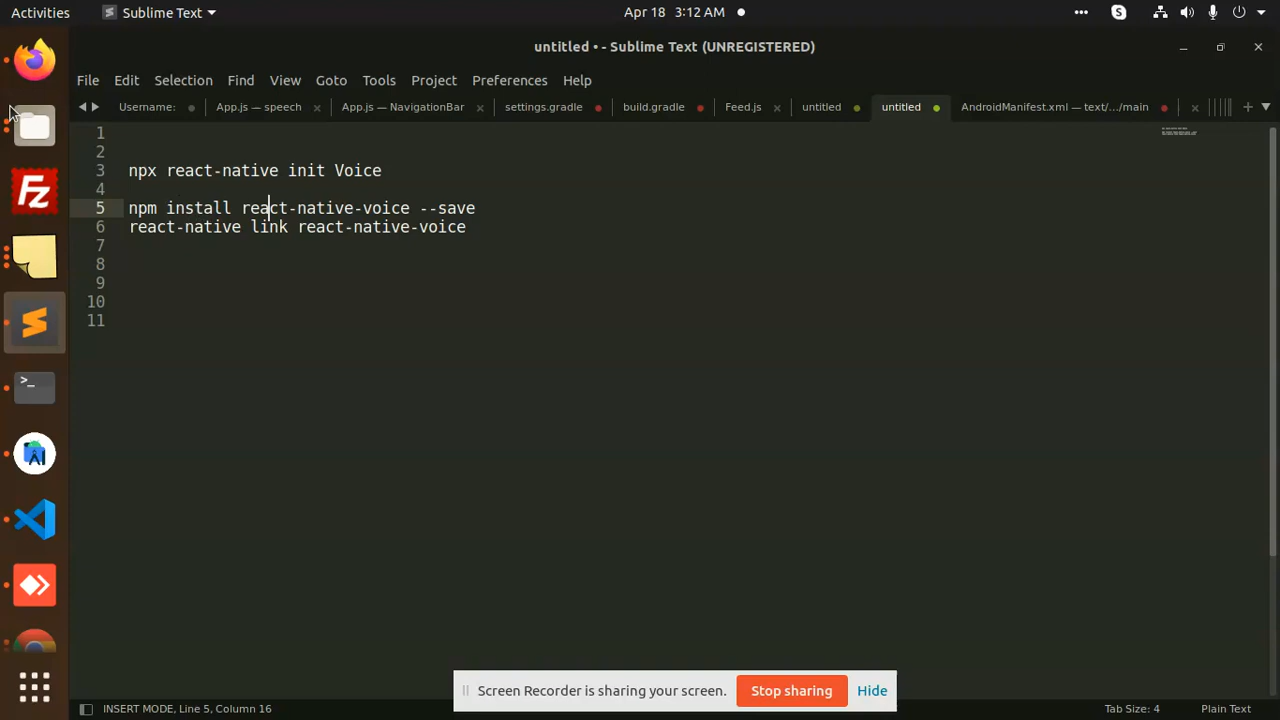 Activities
Sublime Text
Apr 18 3:12 AM
untitled • - Sublime Text (UNREGISTERED)
File Edit Selection Find View Goto Tools Project Preferences Help
Username: App.js — speech App.js — NavigationBar settings.gradle build.gradle Feed.js untitled untitled AndroidManifest.xml — text/.../main
1
2
3 npx react-native init Voice
4
5 npm install react-native-voice --save
6 react-native link react-native-voice
7
8
9
10
11
Screen Recorder is sharing your screen. Stop sharing Hide
INSERT MODE, Line 5, Column 16 Tab Size: 4 Plain Text